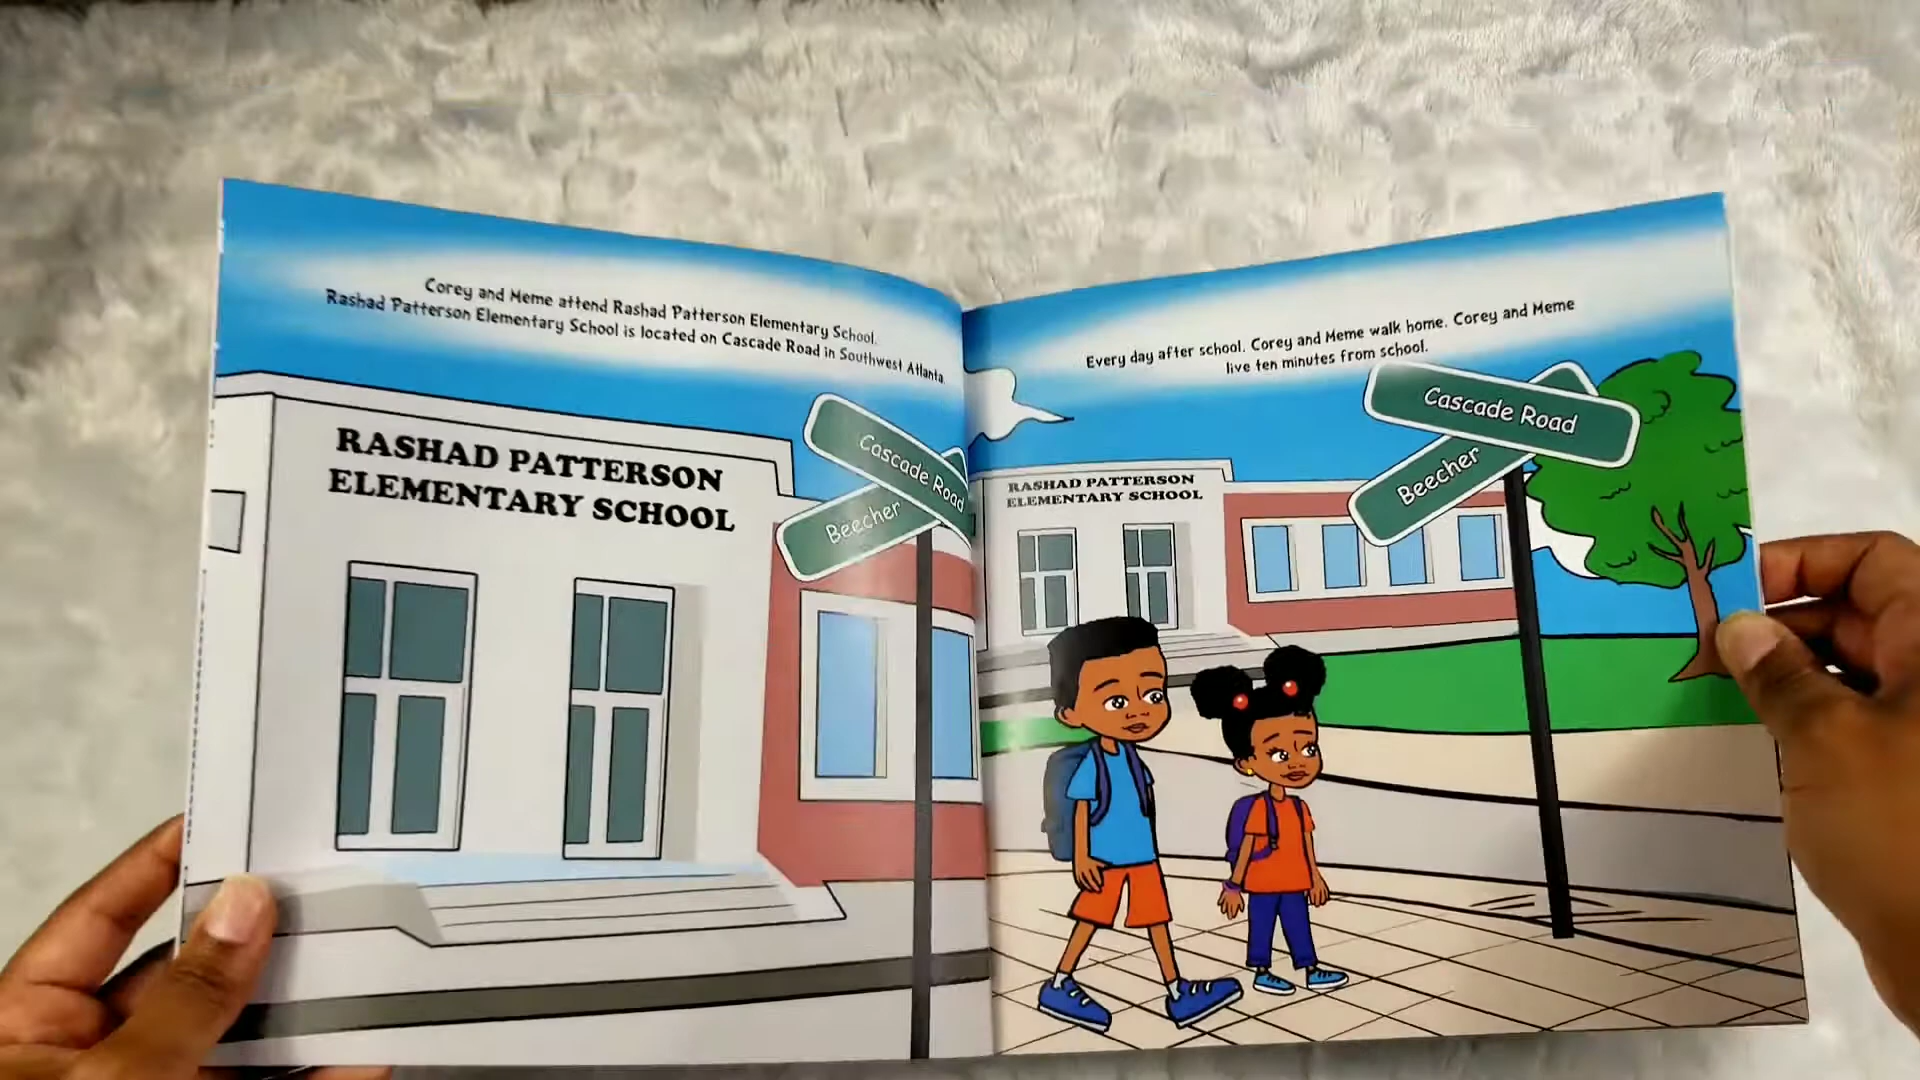 Corey and Meme attend Rashad Patterson Elementary School.
Rashad Patterson Elementary School is located on Cascade Road in Southwest Atlanta.
RASHAD PATTERSON
ELEMENTARY SCHOOL
Cascade Road
Beecher
Every day after school, Corey and Meme walk home. Corey and Meme
live ten minutes from school.
Cascade Road
Beecher
RASHAD PATTERSON
ELEMENTARY SCHOOL